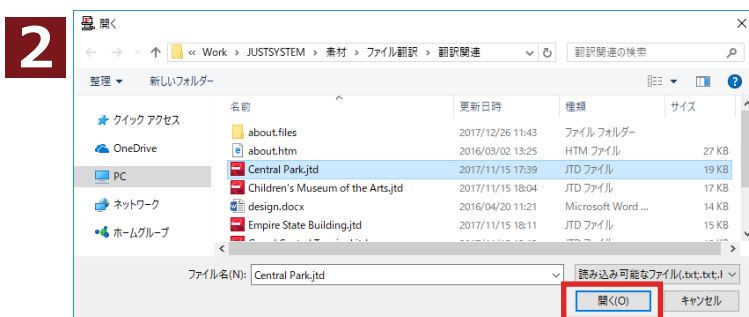 2
開く
« Work › JUSTSYSTEM › 素材 › ファイル翻訳 › 翻訳関連
翻訳関連の検索
整理 ▼ 新しいフォルダー
クイック アクセス
OneDrive
PC
ネットワーク
ホームグループ
名前 更新日時 種類 サイズ
about.files 2017/12/26 11:43 ファイル フォルダー
about.htm 2016/03/02 13:25 HTM ファイル 27 KB
Central Park.jtd 2017/11/15 17:39 JTD ファイル 19 KB
Children's Museum of the Arts.jtd 2017/11/15 18:04 JTD ファイル 17 KB
design.docx 2016/04/20 11:21 Microsoft Word ... 14 KB
Empire State Building.jtd 2017/11/15 18:11 JTD ファイル 15 KB
ファイル名(N): Central Park.jtd
読み込み可能なファイル(.txt;.txt;.
開く(O) キャンセル